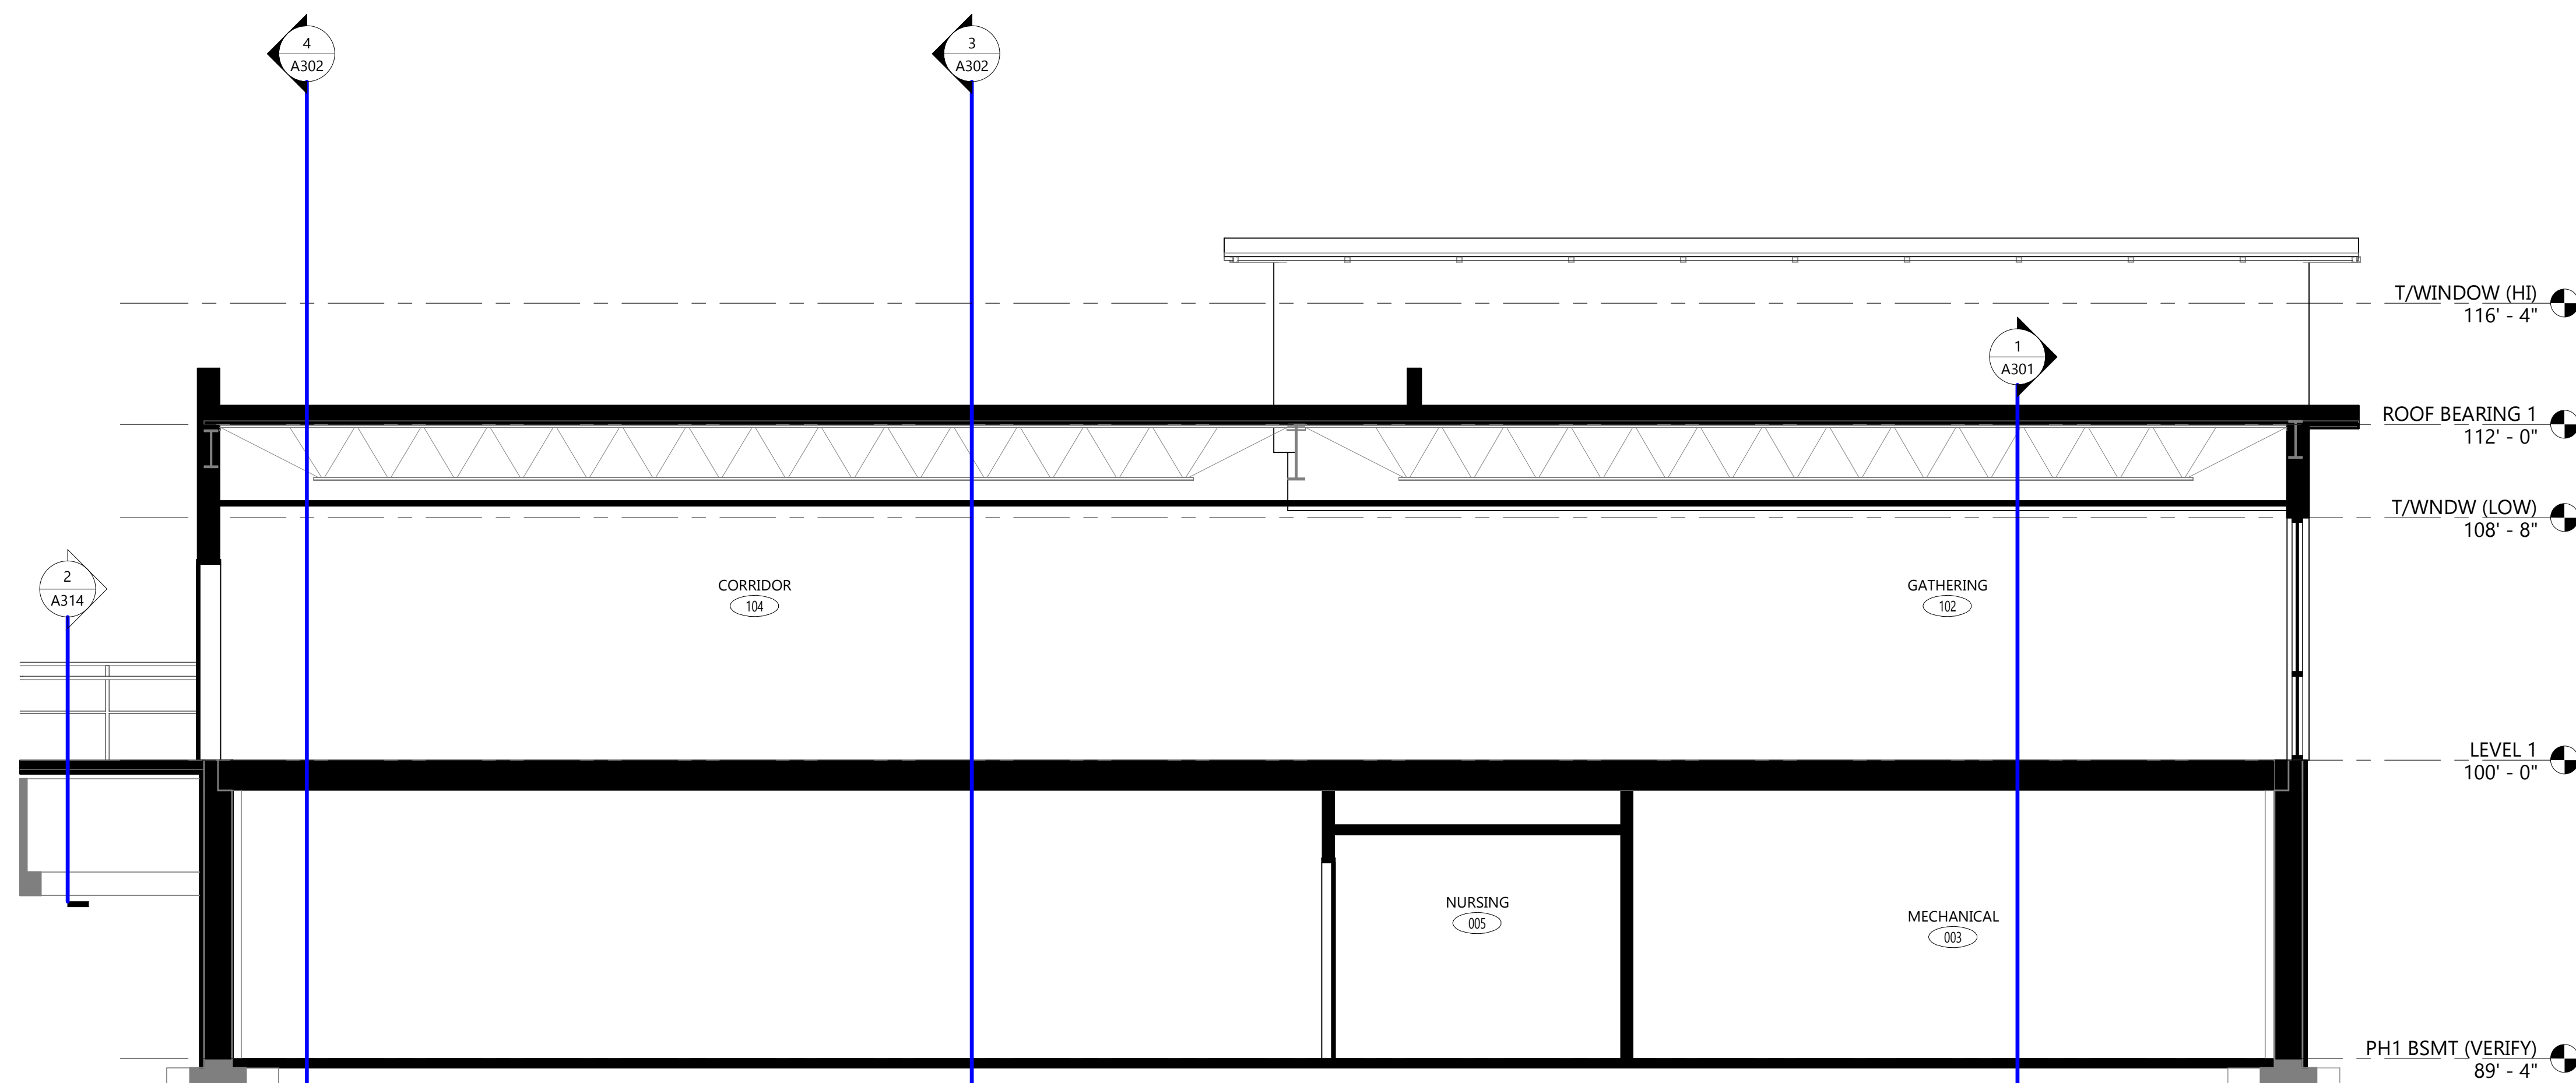 4
A302
3
A302
T/WINDOW (HI)
116' - 4"
1
A301
ROOF BEARING 1
112' - 0"
T/WNDW (LOW)
108' - 8"
2
A314
CORRIDOR
104
GATHERING
102
LEVEL 1
100' - 0"
NURSING
005
MECHANICAL
003
PH1 BSMT (VERIFY)
89' - 4"